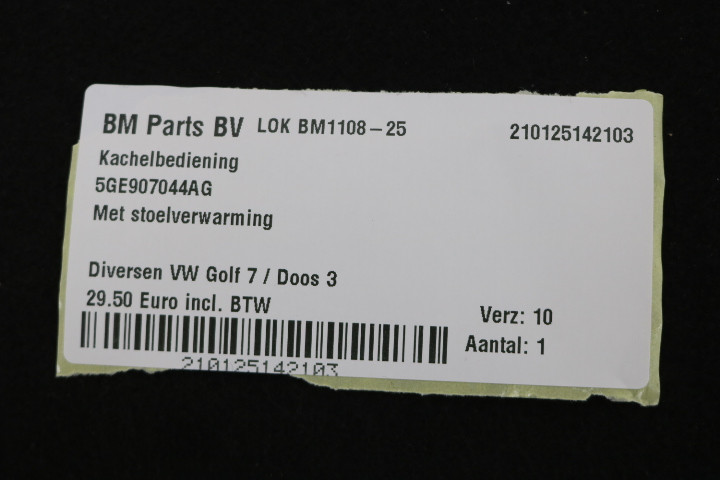 BM Parts BV LOK BM1108-25 210125142103
Kachelbediening
5GE907044AG
Met stoelverwarming
Diversen VW Golf 7 / Doos 3
29.50 Euro incl. BTW
Verz: 10
Aantal: 1
210125142103